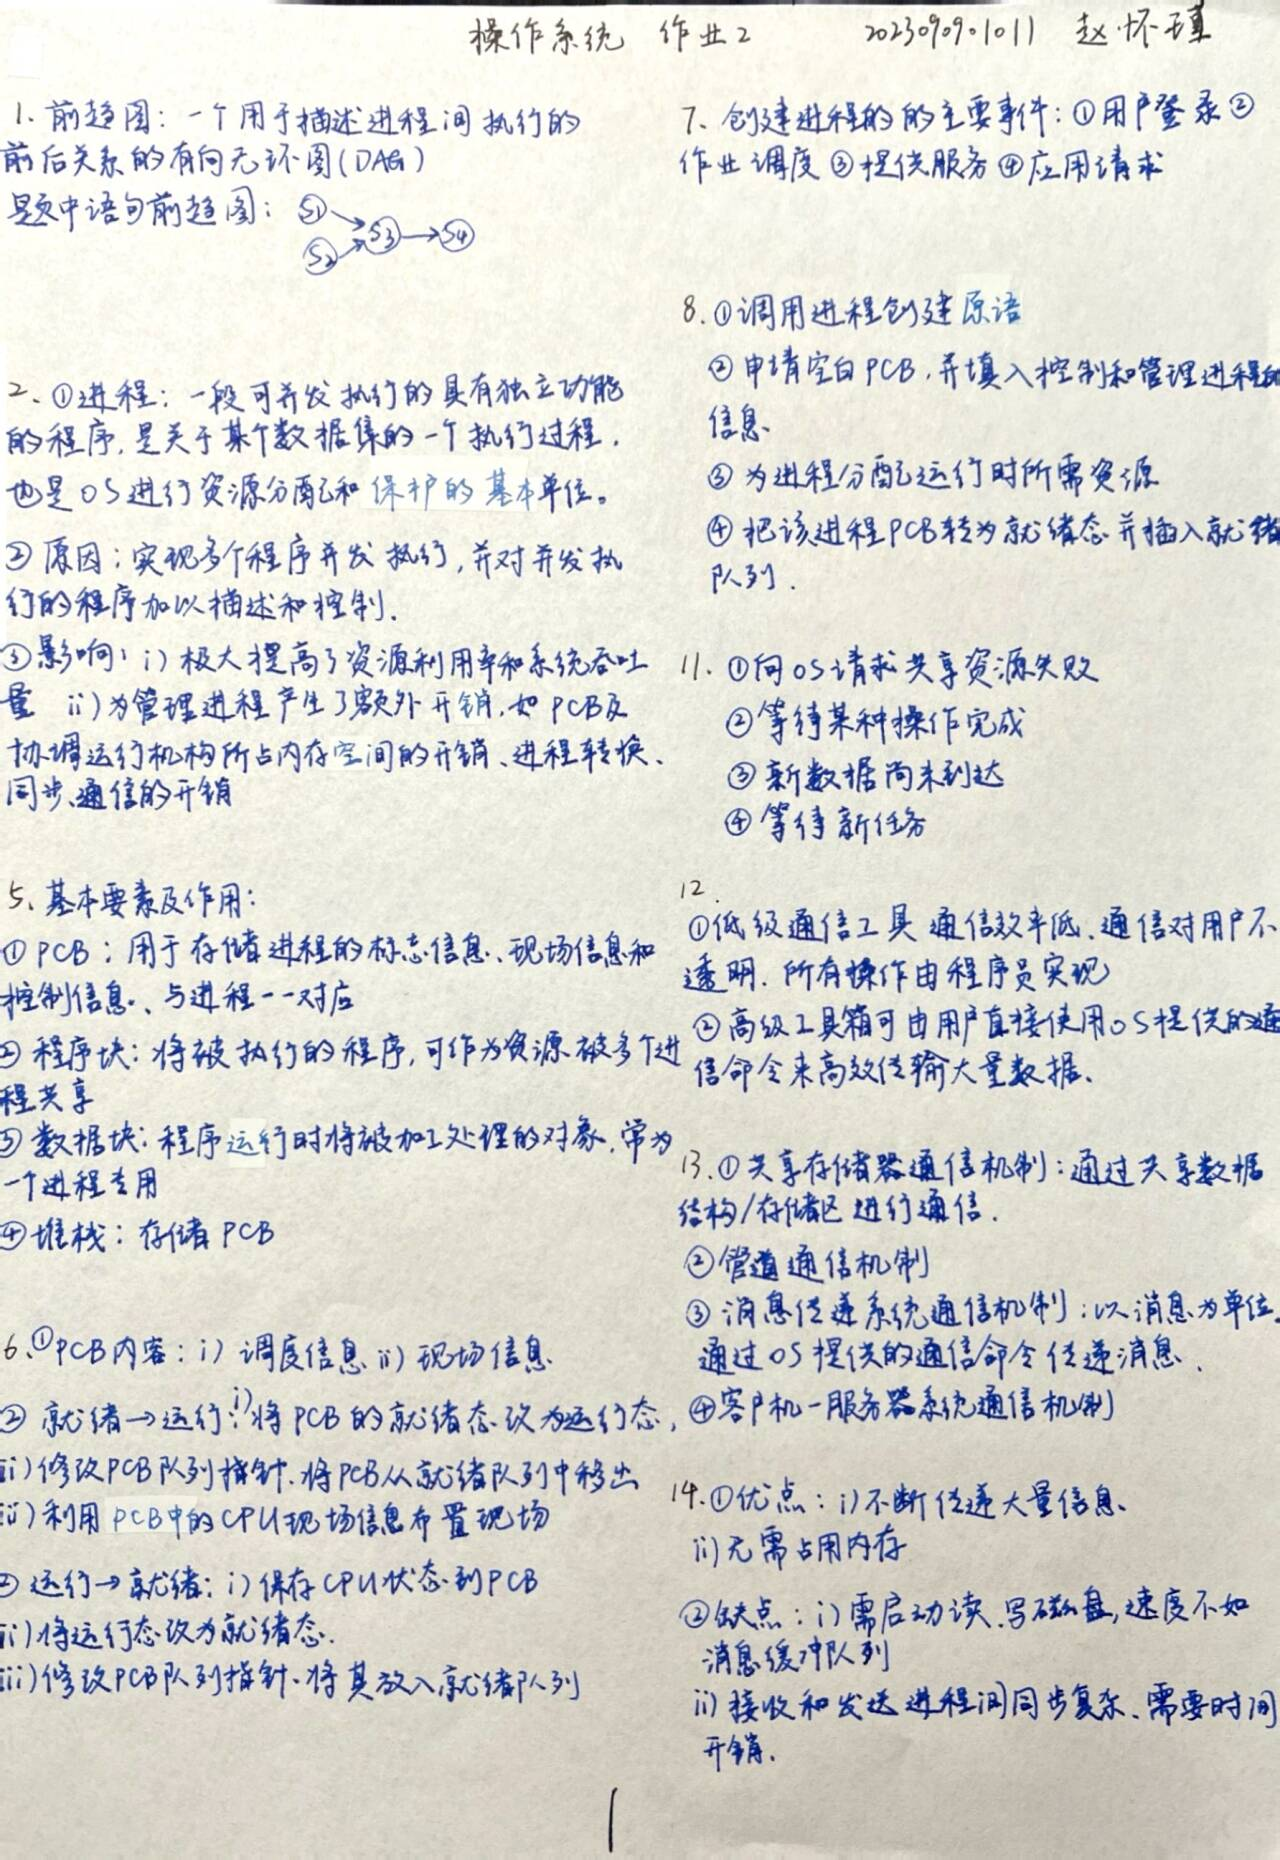 操作系统 作业2 2023090901011 赵怀瑾
1、前趋图：一个用于描述进程间执行的
前后关系的有向无环图(DAG)
题中语句前趋图：S1
S2 S3 S4
2、①进程：一段可并发执行的具有独立功能
的程序，是关于某个数据集的一个执行过程，
也是OS进行资源分配和保护的基本单位。
②原因：实现多个程序并发执行，并对并发执
行的程序加以描述和控制.
③影响：i)极大提高了资源利用率和系统吞吐
量 ii)为管理进程产生了额外开销，如PCB及
协调运行机构所占内存空间的开销、进程转换、
同步、通信的开销
5、基本要素及作用：
①PCB：用于存储进程的标志信息、现场信息和
控制信息.、与进程一一对应
②程序块：将被执行的程序，可作为资源被多个进
程共享
③数据块：程序运行时将被加工处理的对象，常为
一个进程专用
④堆栈：存储PCB
6、①PCB内容：i)调度信息 ii)现场信息
②就绪→运行：i)将PCB的就绪态改为运行态，
ii)修改PCB队列指针.将PCB从就绪队列中移出
iii)利用PCB中的CPU现场信息布置现场
②运行→就绪：i)保存CPU状态到PCB
ii)将运行态改为就绪态.
iii)修改PCB队列指针.将其放入就绪队列
7、创建进程的的主要事件：①用户登录②
作业调度③提供服务④应用请求
8.①调用进程创建原语
②申请空白PCB，并填入控制和管理进程的
信息.
③为进程分配运行时所需资源
④把该进程PCB转为就绪态并插入就绪
队列.
11.①向OS请求共享资源失败
②等待某种操作完成
③新数据尚未到达
④等待新任务
12.
①低级通信工具 通信效率低、通信对用户不
透明.所有操作由程序员实现
②高级工具箱可由用户直接使用OS提供的通
信命令来高效传输大量数据.
13.①共享存储器通信机制：通过共享数据
结构/存储区进行通信.
②管道通信机制
③消息传递系统通信机制：以消息为单位.
通过OS提供的通信命令传递消息.
④客户机-服务器系统通信机制
14.①优点：i)不断传递大量信息.
ii)无需占用内存
②缺点：i)需启动读、写磁盘，速度不如
消息缓冲队列
ii)接收和发送进程间同步复杂、需要时间
开销.